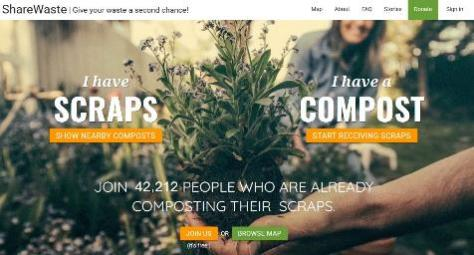 ShareWaste | Give your waste a second chance!
Map About FAQ Stories Donate Sign in
I have I have a
SCRAPS COMPOST
SHOW NEARBY COMPOSTS START RECEIVING SCRAPS
JOIN 42,212 PEOPLE WHO ARE ALREADY
COMPOSTING THEIR SCRAPS.
JOIN US OR BROWSE MAP
(it's free)